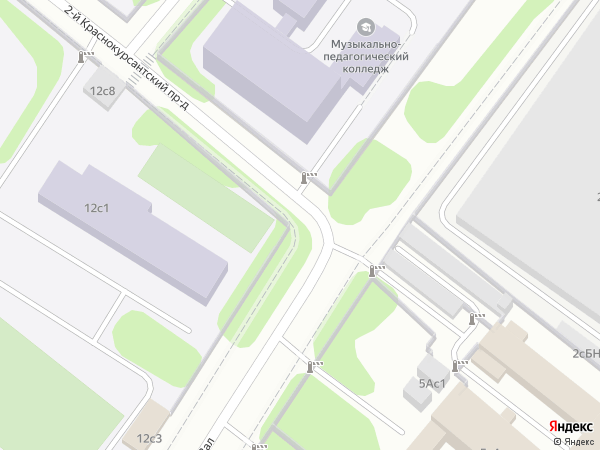 2-й Краснокурсантский пр-д
Музыкально-
педагогический
колледж
12с8
12с1
2сБН
5Ас1
12с3
Яндекс
© Яндекс